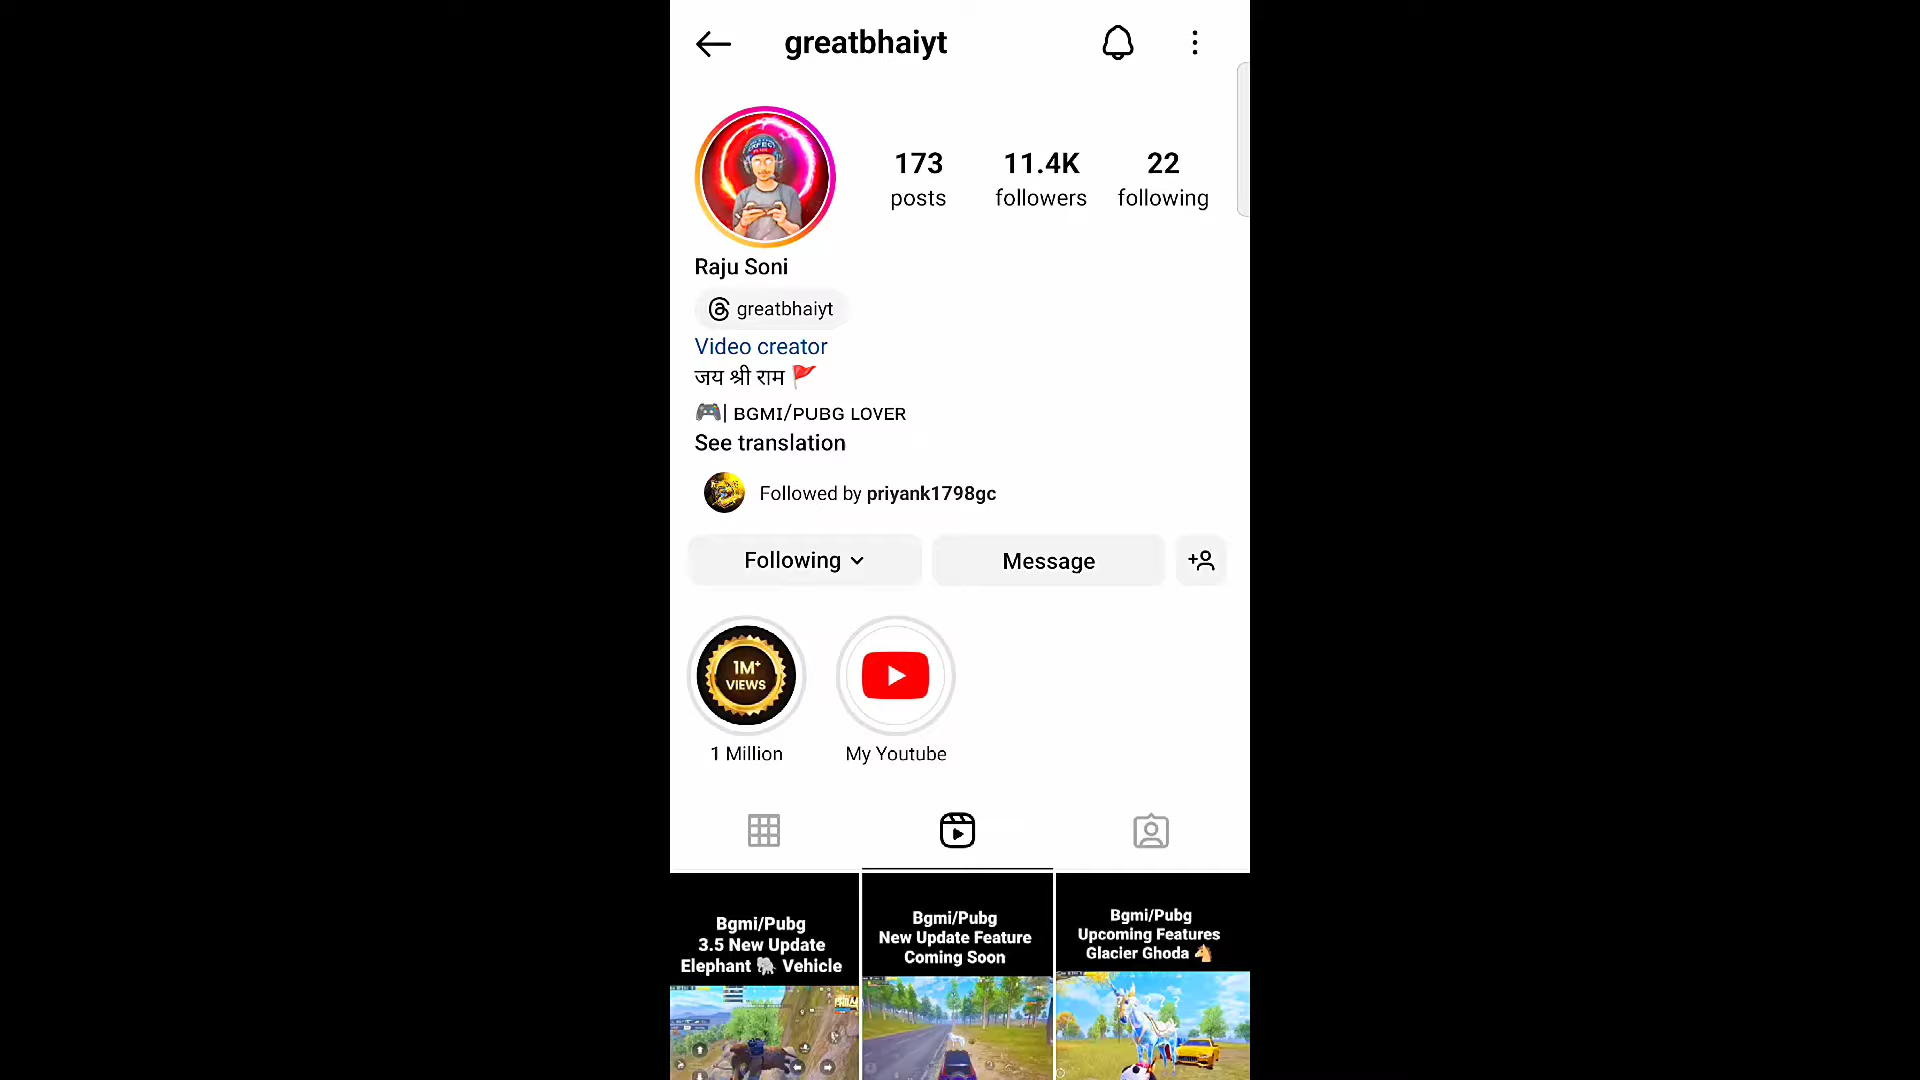 greatbhaiyt
173
posts
11.4K
followers
22
following
Raju Soni
greatbhaiyt
Video creator
जय श्री राम 🚩
🎮| BGMI/PUBG LOVER
See translation
Followed by priyank1798gc
Following
Message
1M+
VIEWS
1 Million
My Youtube
Bgmi/Pubg
3.5 New Update
Elephant 🐘 Vehicle
Bgmi/Pubg
New Update Feature
Coming Soon
Bgmi/Pubg
Upcoming Features
Glacier Ghoda 🐴